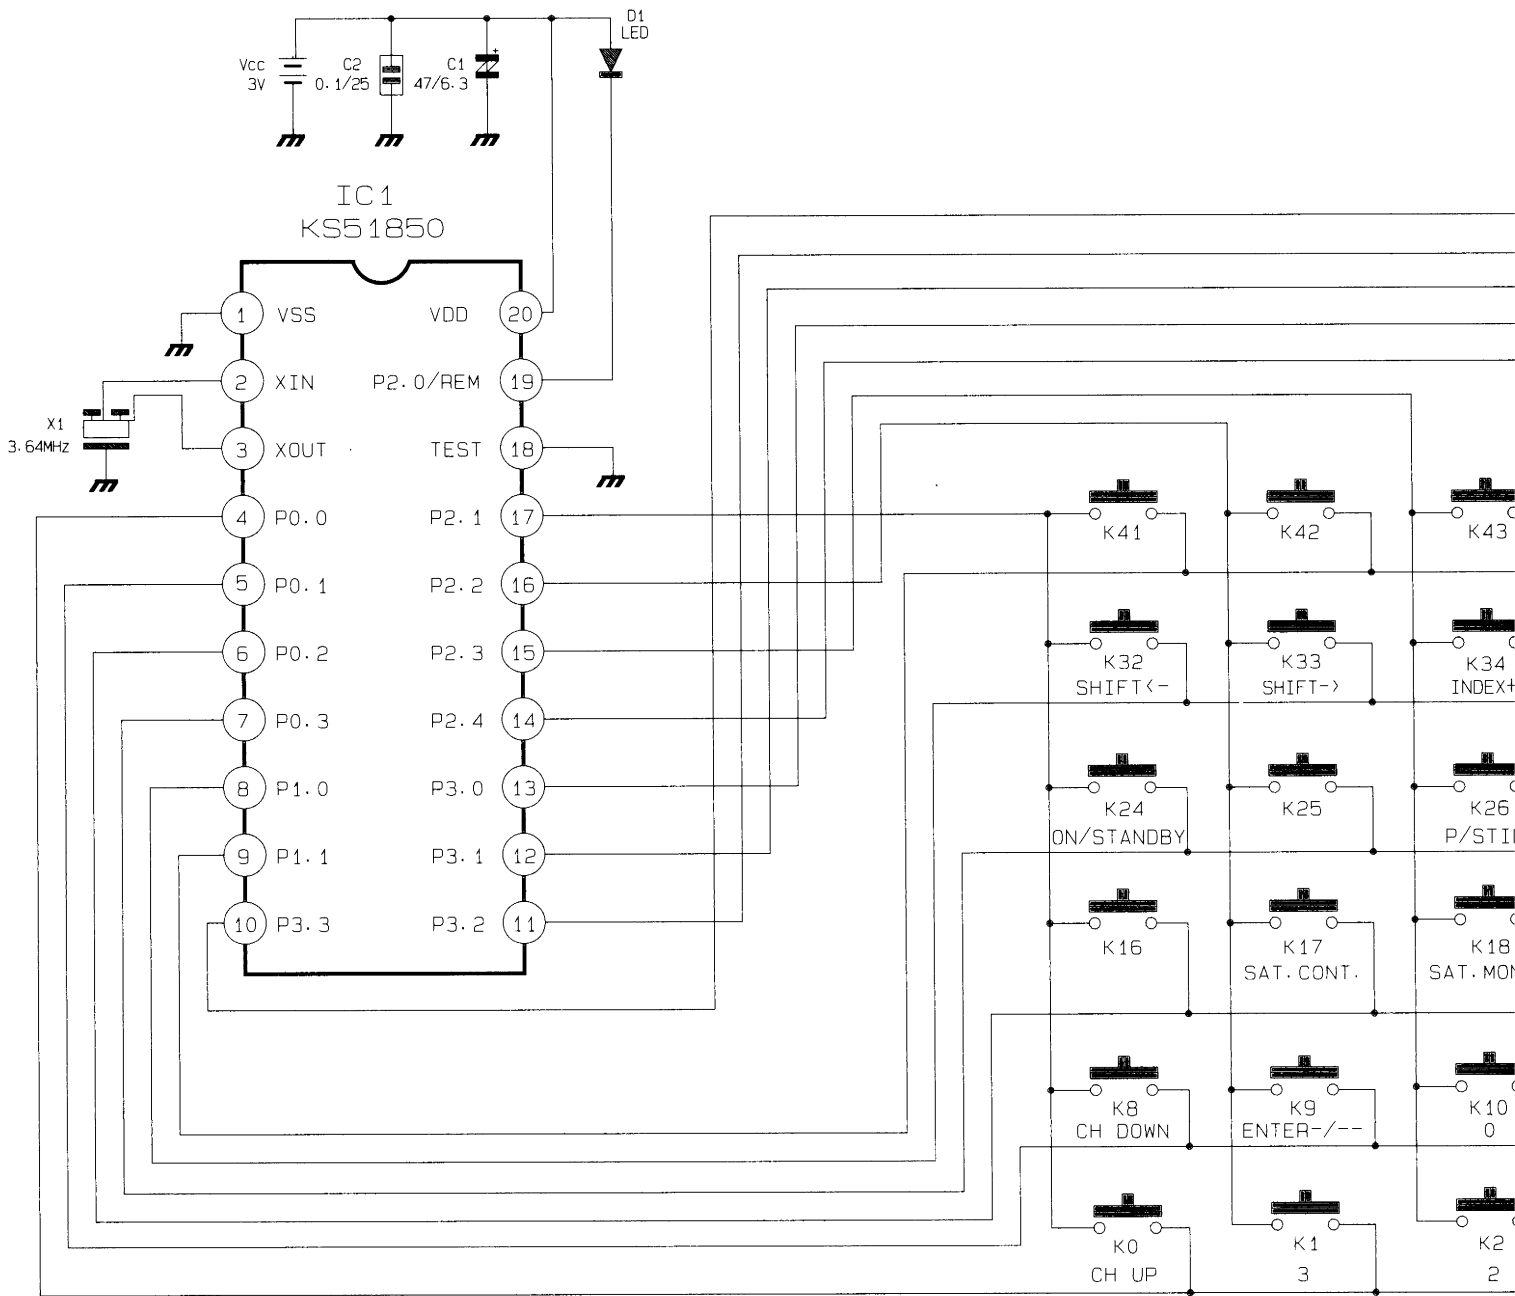 D1
LED
Vcc
3V
C2
0.1/25
C1
47/6.3
+
IC1
KS51850
1 VSS VDD 20
2 XIN P2.0/REM 19
3 XOUT TEST 18
4 P0.0 P2.1 17
5 P0.1 P2.2 16
6 P0.2 P2.3 15
7 P0.3 P2.4 14
8 P1.0 P3.0 13
9 P1.1 P3.1 12
10 P3.3 P3.2 11
X1
3.64MHz
K41 K42 K43
K32 K33 K34
SHIFT<- SHIFT-> INDEX+
K24 K25 K26
ON/STANDBY P/STIL
K16 K17 K18
SAT.CONT. SAT.MON
K8 K9 K10
CH DOWN ENTER-/-- 0
K0 K1 K2
CH UP 3 2